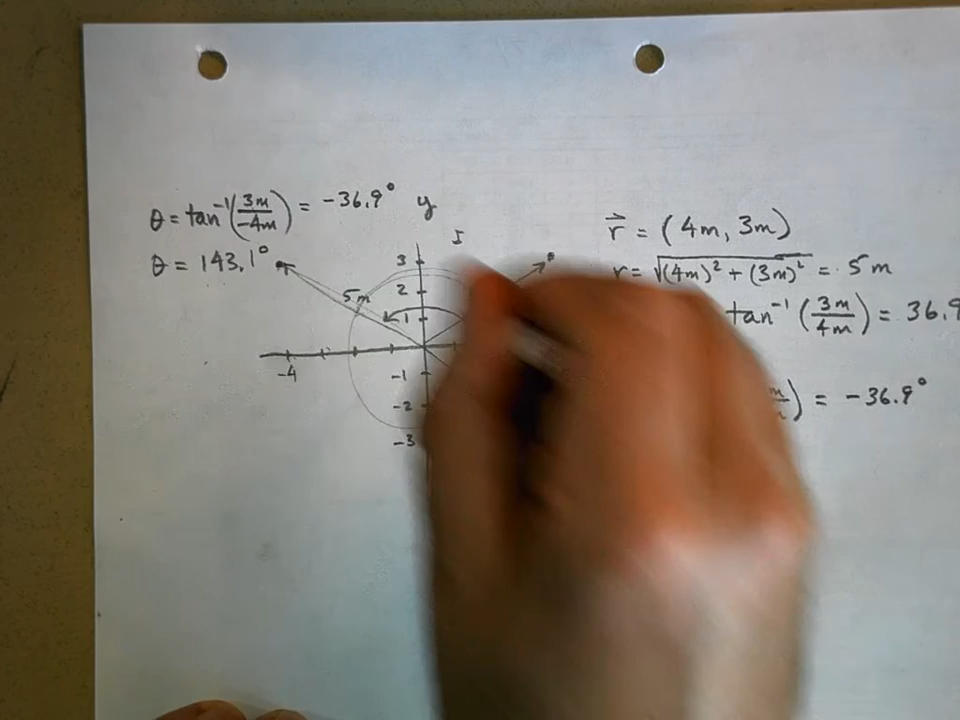 θ = tan⁻¹(3m/-4m) = -36.9°
θ = 143.1°
y
I
5m
3
2
1
-4
-1
-2
-3
r⃗ = (4m, 3m)
r = √((4m)² + (3m)²) = 5m
tan⁻¹(3m/4m) = 36.9
) = -36.9°